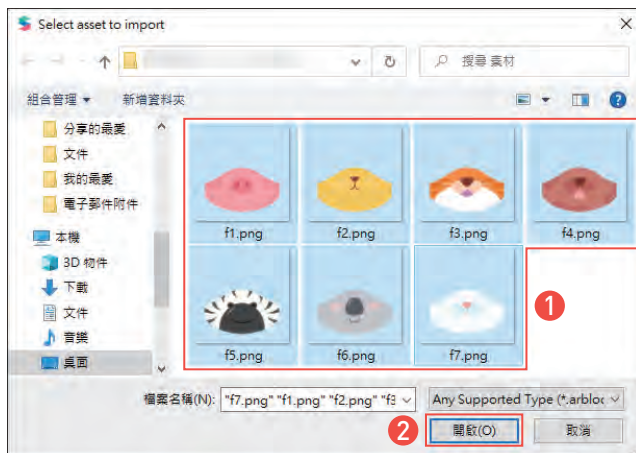 Select asset to import
搜尋 素材
組合管理
新增資料夾
分享的最愛
文件
我的最愛
電子郵件附件
本機
3D 物件
下載
文件
音樂
桌面
f1.png
f2.png
f3.png
f4.png
f5.png
f6.png
f7.png
1
檔案名稱(N):
"f7.png" "f1.png" "f2.png" "f3
Any Supported Type (*.arbloc
2
開啟(O)
取消